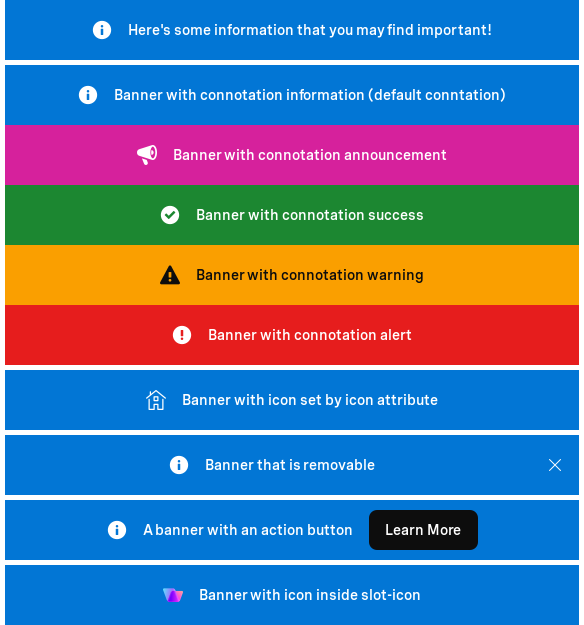 Here's some information that you may find important!
Banner with connotation information (default conntation)
Banner with connotation announcement
Banner with connotation success
Banner with connotation warning
Banner with connotation alert
Banner with icon set by icon attribute
Banner that is removable
A banner with an action button Learn More
Banner with icon inside slot-icon